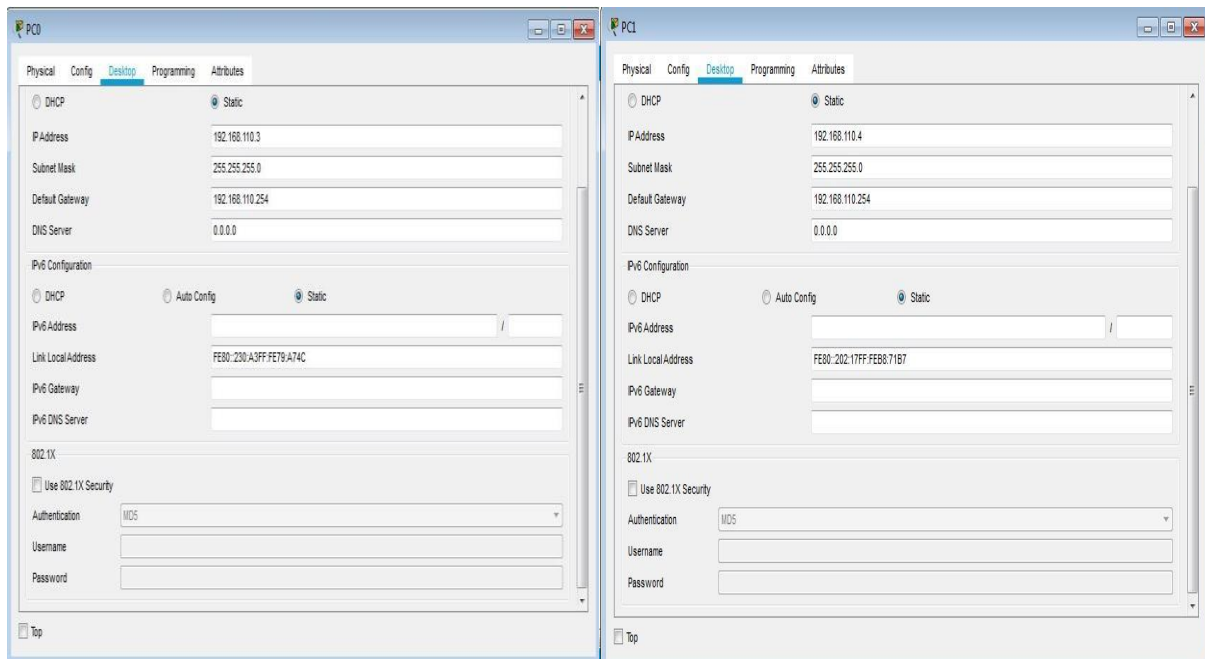 PC0
Physical Config Desktop Programming Attributes
DHCP Static
IP Address 192.168.110.3
Subnet Mask 255.255.255.0
Default Gateway 192.168.110.254
DNS Server 0.0.0.0
IPv6 Configuration
DHCP Auto Config Static
IPv6 Address /
Link Local Address FE80::230:A3FF:FE79:A74C
IPv6 Gateway
IPv6 DNS Server
802.1X
Use 802.1X Security
Authentication MD5
Username
Password
Top
PC1
Physical Config Desktop Programming Attributes
DHCP Static
IP Address 192.168.110.4
Subnet Mask 255.255.255.0
Default Gateway 192.168.110.254
DNS Server 0.0.0.0
IPv6 Configuration
DHCP Auto Config Static
IPv6 Address /
Link Local Address FE80::202:17FF:FEB8:71B7
IPv6 Gateway
IPv6 DNS Server
802.1X
Use 802.1X Security
Authentication MD5
Username
Password
Top